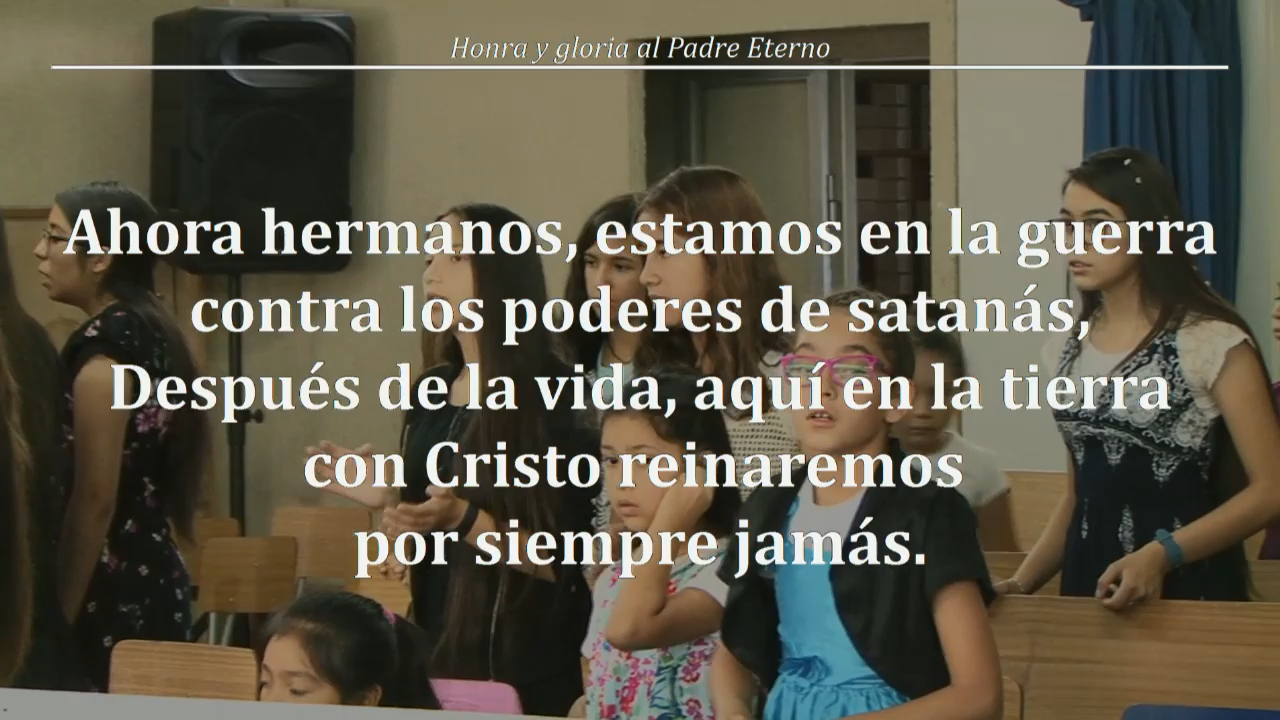 Honra y gloria al Padre Eterno
Ahora hermanos, estamos en la guerra
contra los poderes de satanás,
Después de la vida, aquí en la tierra
con Cristo reinaremos
por siempre jamás.